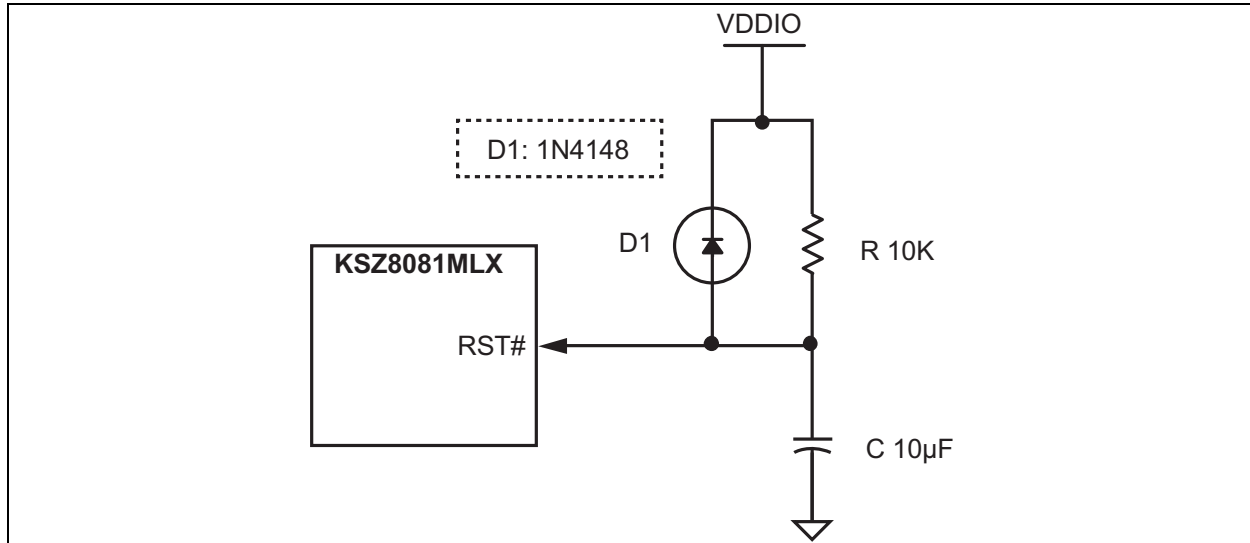 VDDIO
D1: 1N4148
D1
R 10K
KSZ8081MLX
RST#
C 10µF